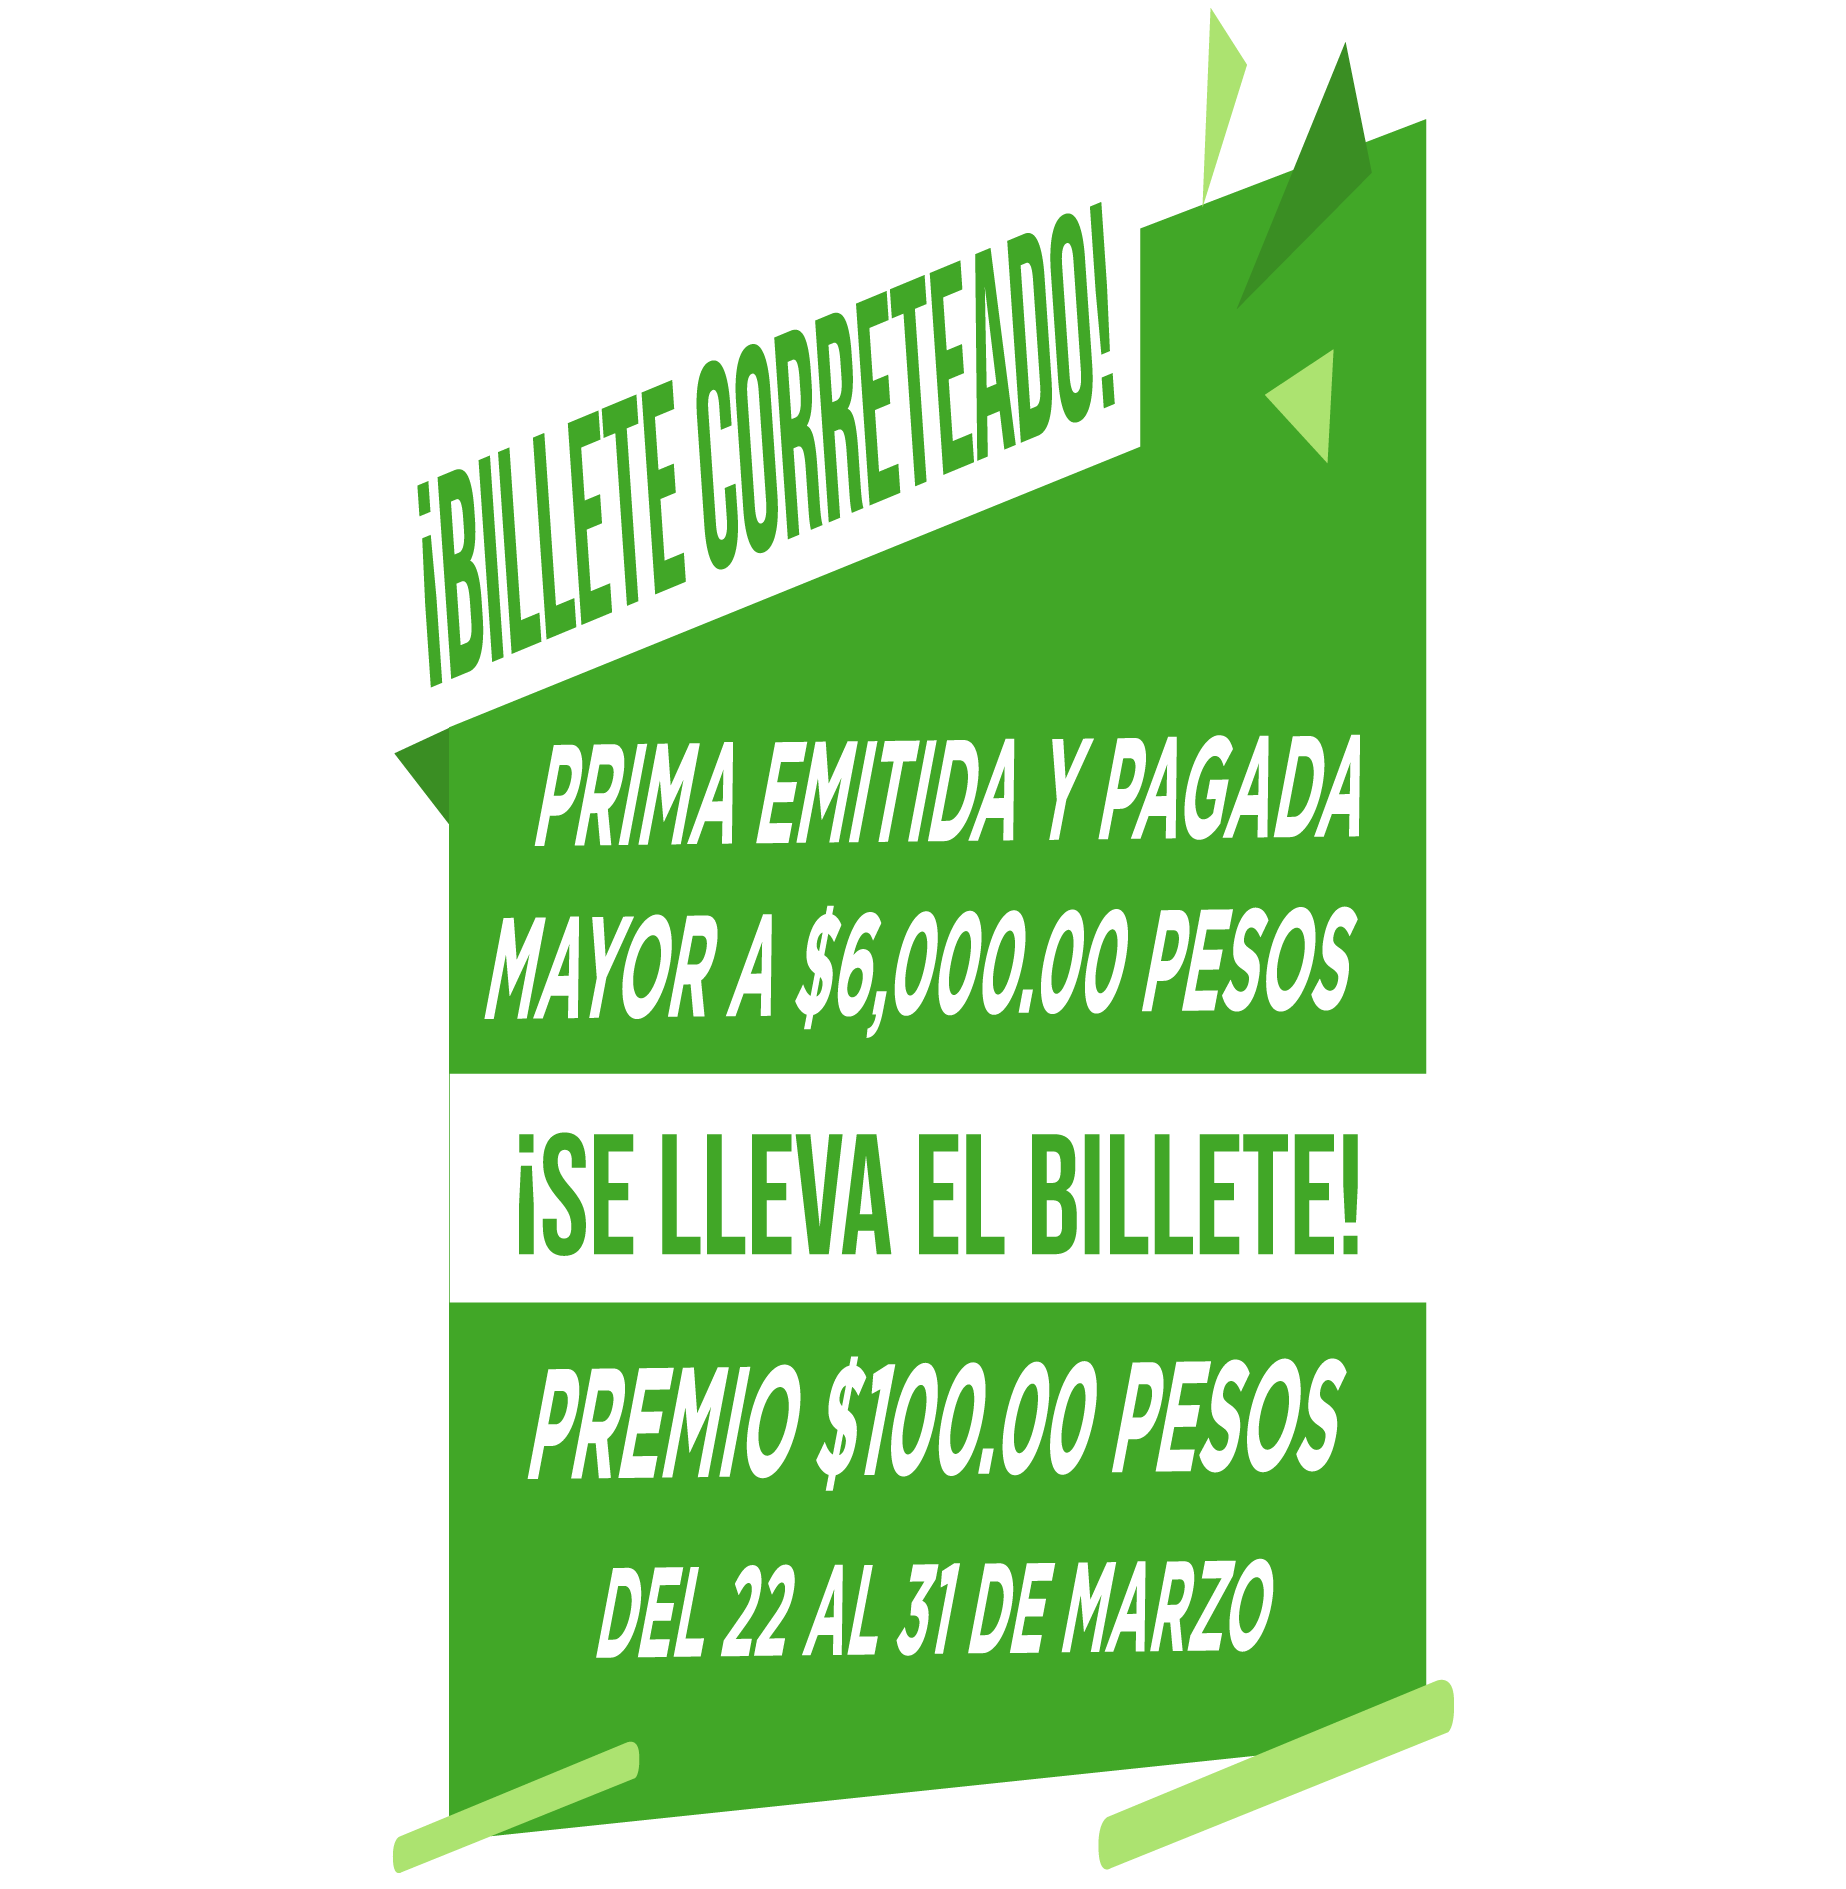 ¡BILLETE CORRETEADO!
PRIMA EMITIDA Y PAGADA
MAYOR A $6,000.00 PESOS
¡SE LLEVA EL BILLETE!
PREMIO $100.00 PESOS
DEL 22 AL 31 DE MARZO